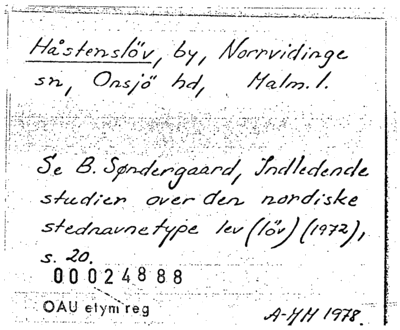 Håstenslöv, by, Norrvidinge
sn, Onsjö hd, Malm. l.
Se B. Søndergaard, Indledende
studier over den nordiske
stednavnetype lev (löv) (1972),
s. 20.
00024888
OAU etym reg
A-HH 1978.